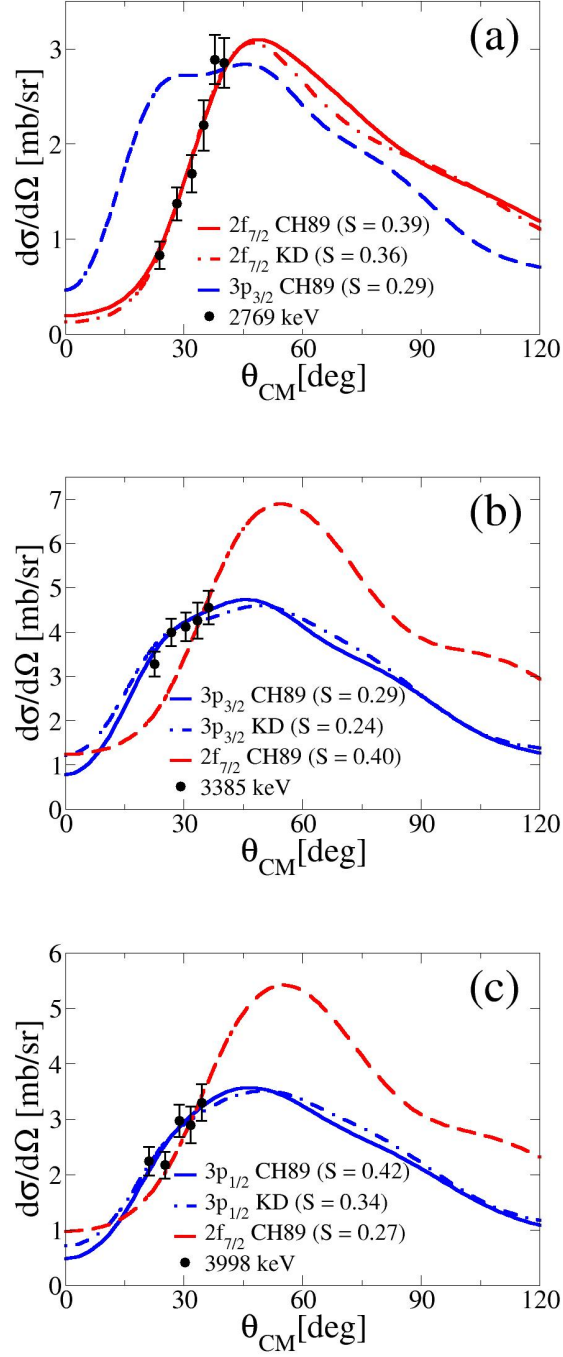 (a)
3
2
1
0
dσ/dΩ [mb/sr]
2f7/2 CH89 (S = 0.39)
2f7/2 KD (S = 0.36)
3p3/2 CH89 (S = 0.29)
2769 keV
0 30 60 90 120
θCM[deg]
(b)
7
6
5
4
3
2
1
0
dσ/dΩ [mb/sr]
3p3/2 CH89 (S = 0.29)
3p3/2 KD (S = 0.24)
2f7/2 CH89 (S = 0.40)
3385 keV
0 30 60 90 120
θCM[deg]
(c)
6
5
4
3
2
1
0
dσ/dΩ [mb/sr]
3p1/2 CH89 (S = 0.42)
3p1/2 KD (S = 0.34)
2f7/2 CH89 (S = 0.27)
3998 keV
0 30 60 90 120
θCM[deg]